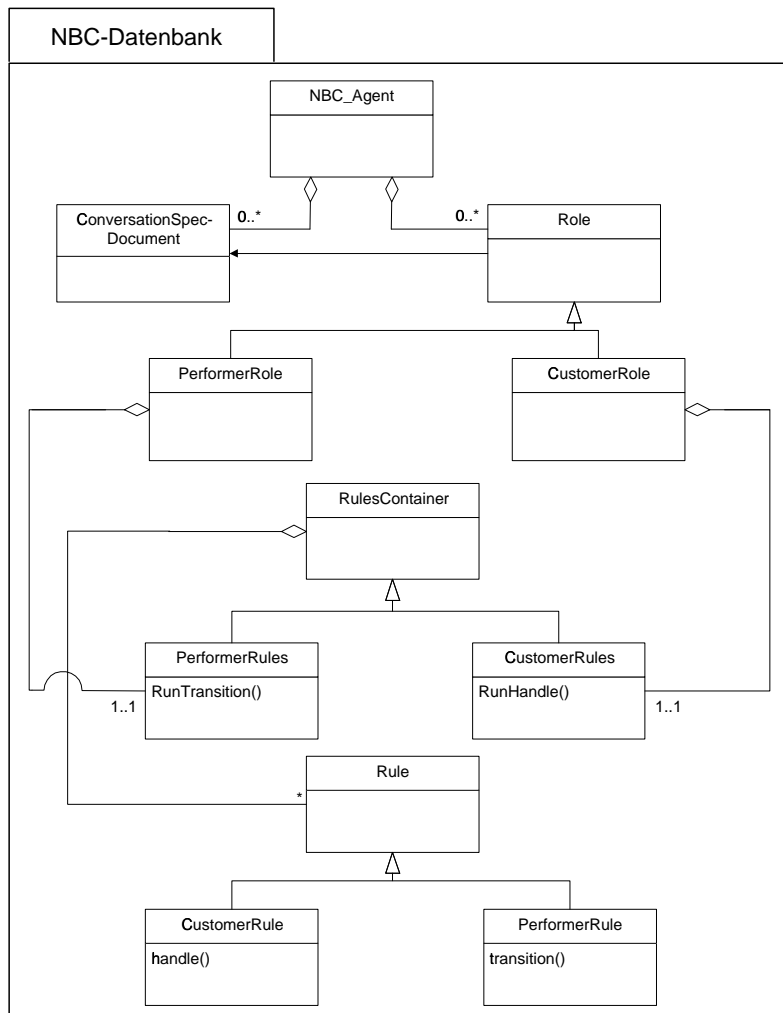 NBC-Datenbank
NBC_Agent
ConversationSpec-
Document
0..*
0..*
Role
PerformerRole
CustomerRole
RulesContainer
PerformerRules
RunTransition()
CustomerRules
RunHandle()
1..1
1..1
Rule
*
CustomerRule
handle()
PerformerRule
transition()